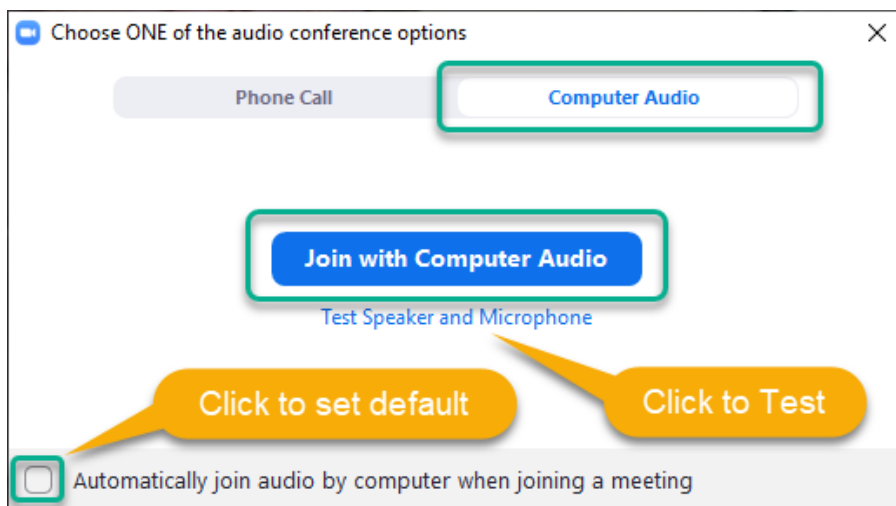 Choose ONE of the audio conference options
Phone Call
Computer Audio
Join with Computer Audio
Test Speaker and Microphone
Click to set default
Click to Test
Automatically join audio by computer when joining a meeting